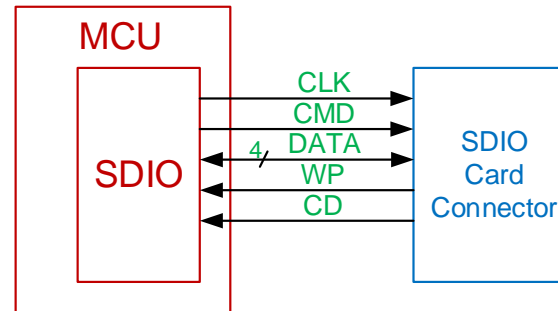 MCU
SDIO
CLK
CMD
4 DATA
WP
CD
SDIO
Card
Connector